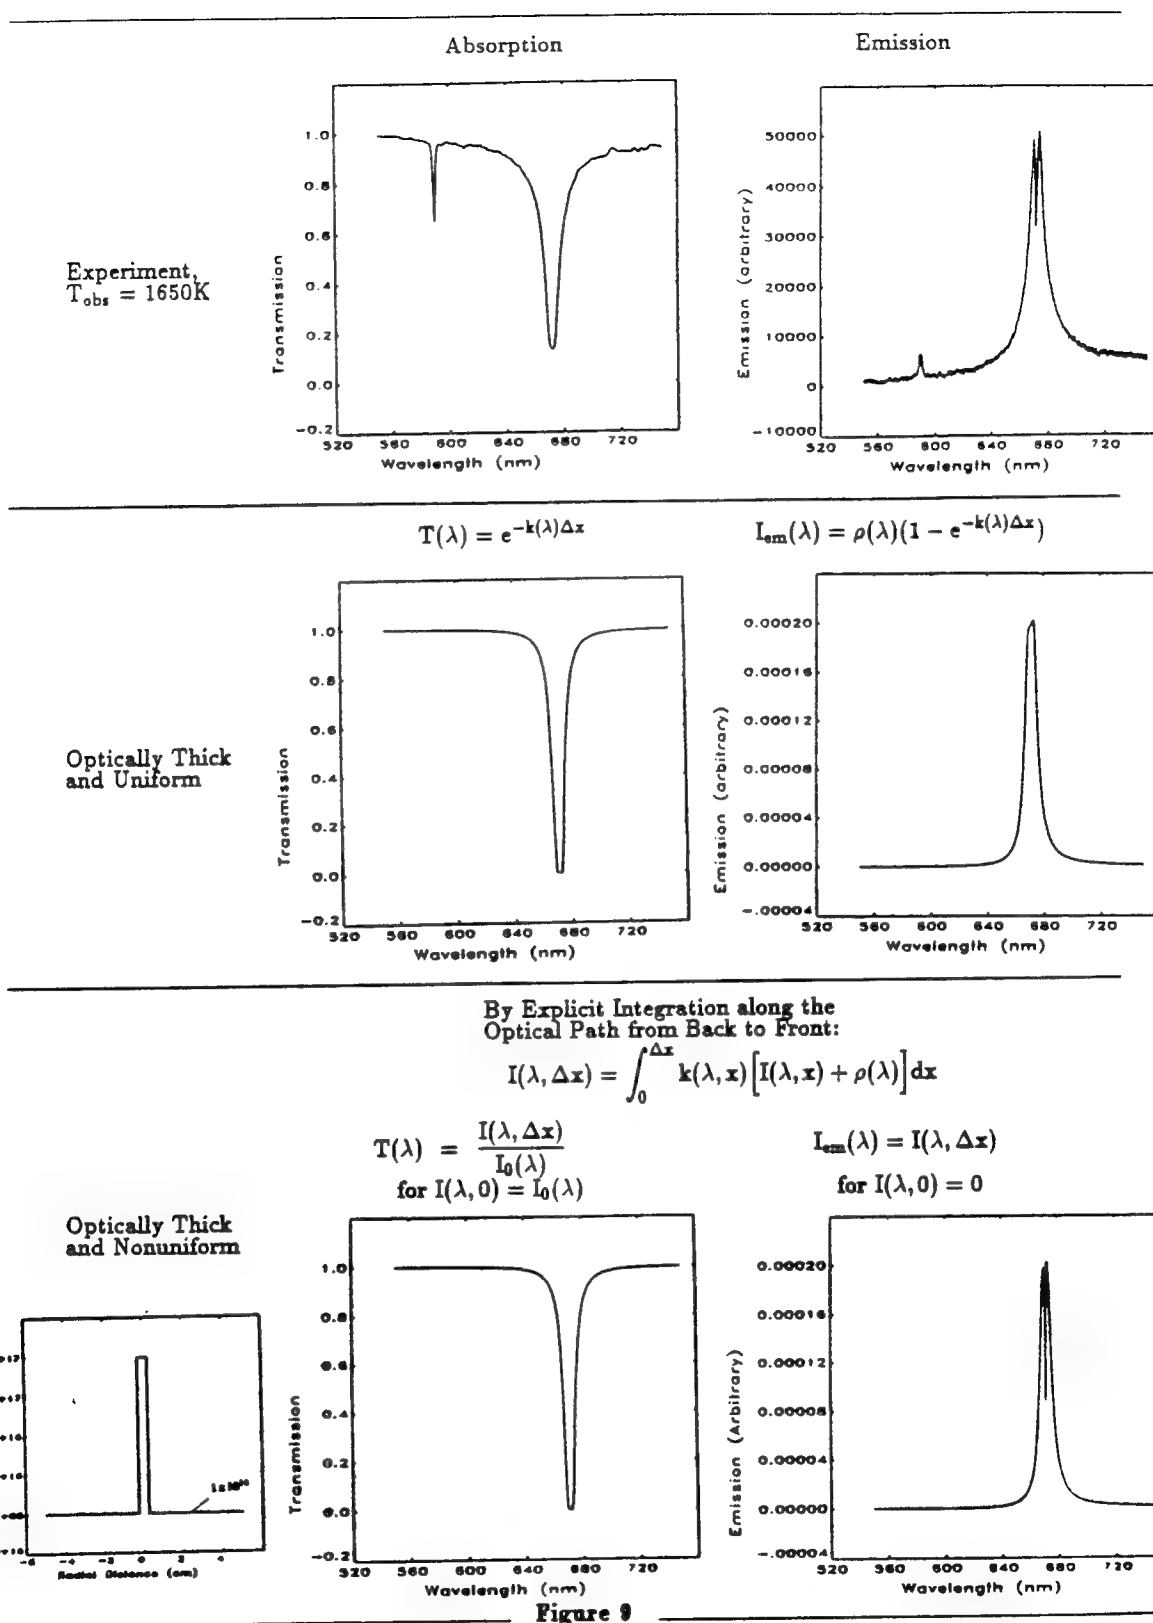 Absorption
Emission
Experiment,
T_obs = 1650K
Transmission
1.0
0.8
0.6
0.4
0.2
0.0
-0.2
520 560 600 640 680 720
Wavelength (nm)
Emission (arbitrary)
50000
40000
30000
20000
10000
0
-10000
520 560 600 640 680 720
Wavelength (nm)
T(λ) = e^{-k(λ)Δx}
I_em(λ) = ρ(λ)(1 - e^{-k(λ)Δx})
Optically Thick
and Uniform
Transmission
1.0
0.8
0.6
0.4
0.2
0.0
-0.2
520 560 600 640 680 720
Wavelength (nm)
Emission (arbitrary)
0.00020
0.00016
0.00012
0.00008
0.00004
0.00000
-.00004
520 560 600 640 680 720
Wavelength (nm)
By Explicit Integration along the
Optical Path from Back to Front:
I(λ,Δx) = ∫_0^{Δx} k(λ,x)[I(λ,x) + ρ(λ)]dx
T(λ) = I(λ,Δx) / I_0(λ)
for I(λ,0) = I_0(λ)
I_em(λ) = I(λ,Δx)
for I(λ,0) = 0
Optically Thick
and Nonuniform
-6 -4 -2 0 2 4
Radial Distance (cm)
Transmission
1.0
0.8
0.6
0.4
0.2
0.0
-0.2
520 560 600 640 680 720
Wavelength (nm)
Emission (Arbitrary)
0.00020
0.00016
0.00012
0.00008
0.00004
0.00000
-.00004
520 560 600 640 680 720
Wavelength (nm)
Figure 9